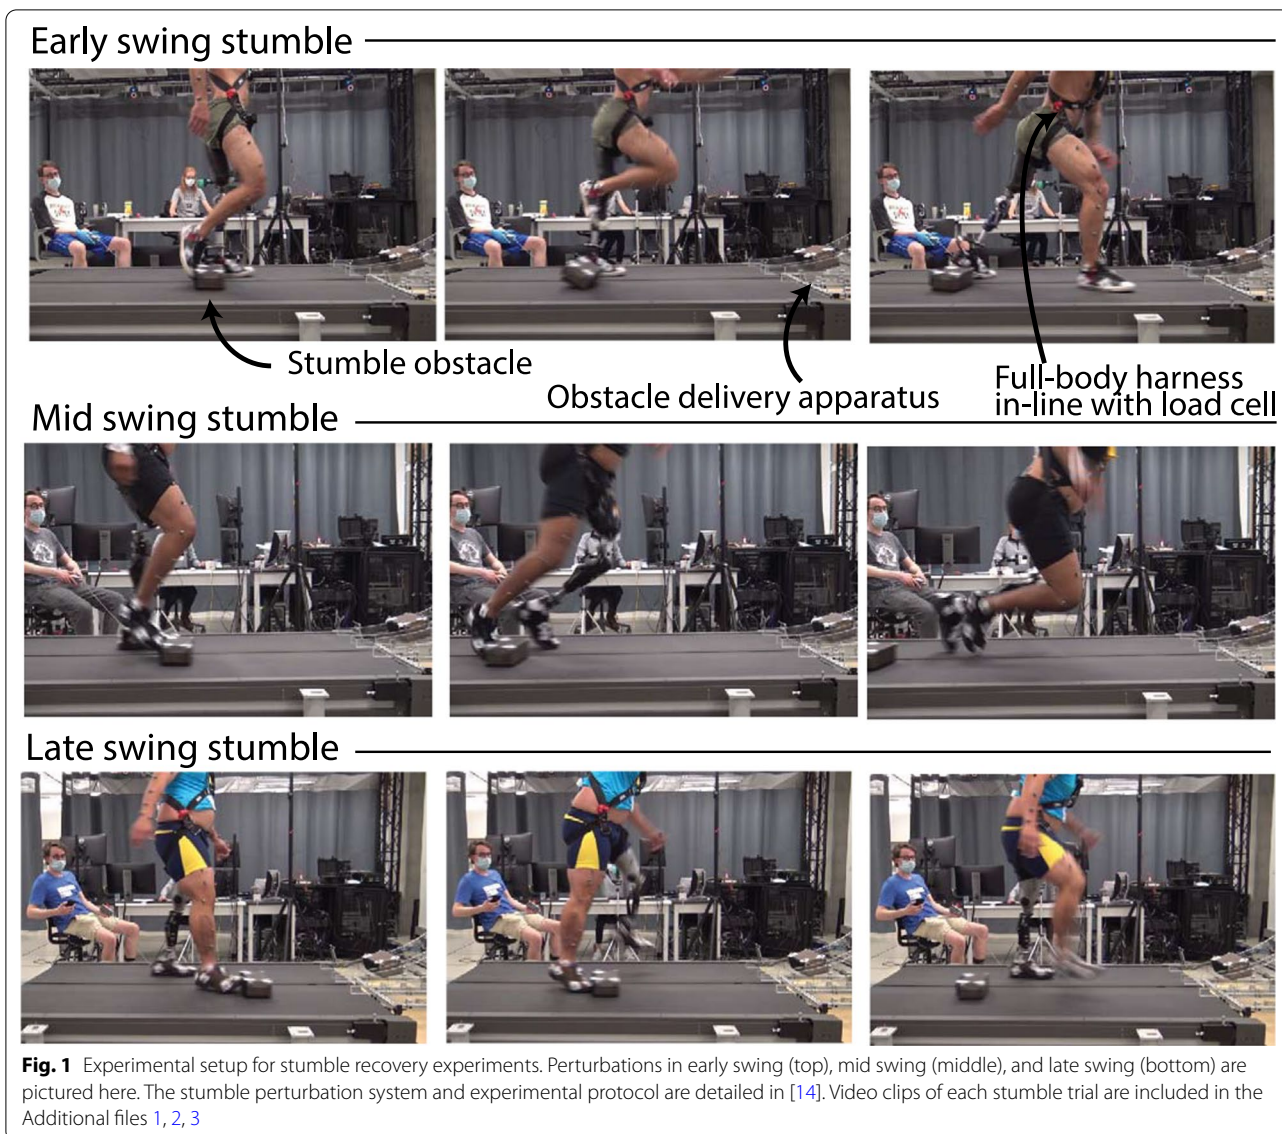 Early swing stumble
Stumble obstacle
Obstacle delivery apparatus
Full-body harness
in-line with load cell
Mid swing stumble
Late swing stumble
Fig. 1 Experimental setup for stumble recovery experiments. Perturbations in early swing (top), mid swing (middle), and late swing (bottom) are
pictured here. The stumble perturbation system and experimental protocol are detailed in [14]. Video clips of each stumble trial are included in the
Additional files 1, 2, 3